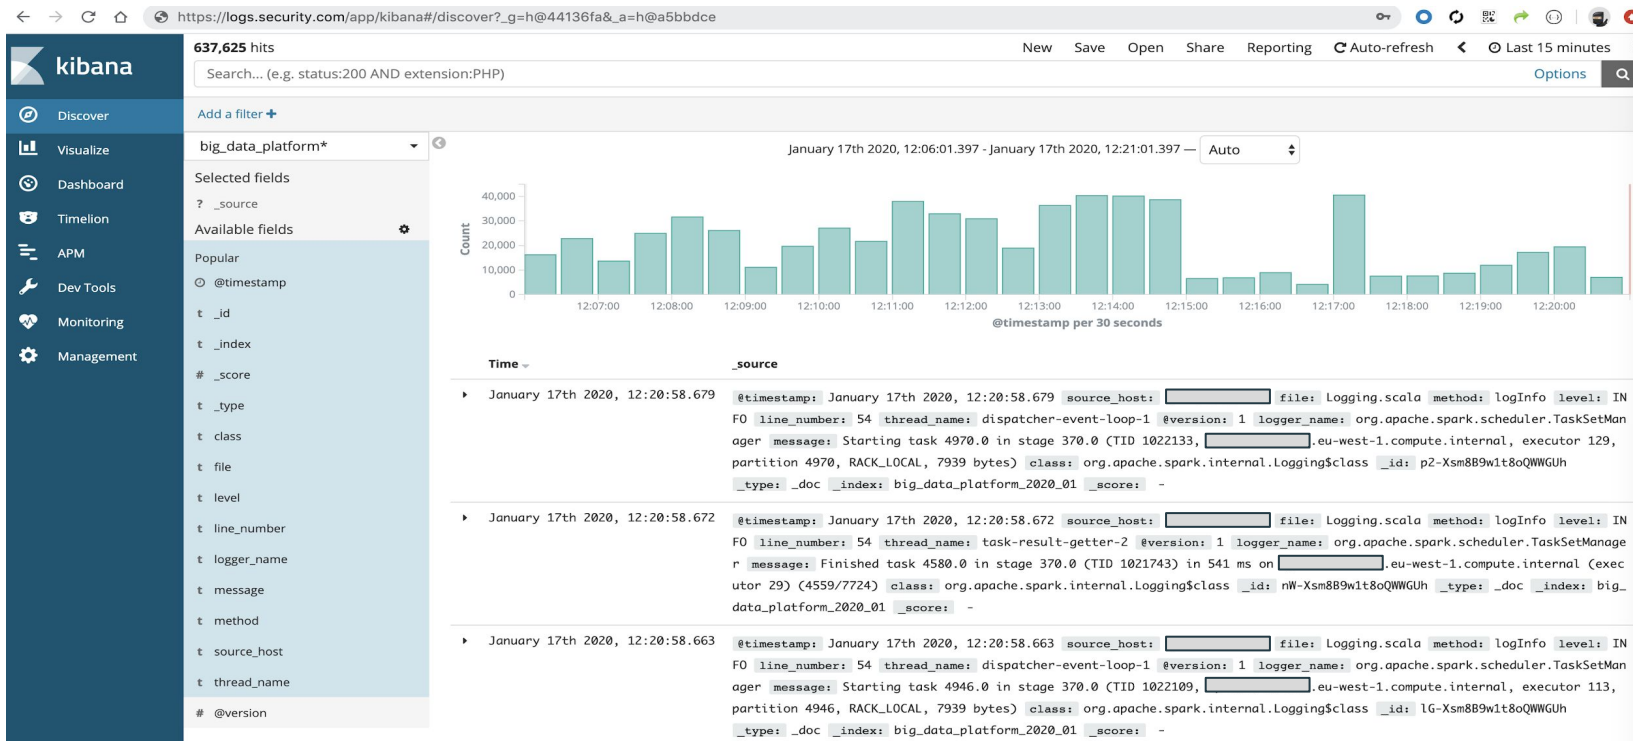 https://logs.security.com/app/kibana#/discover?_g=h@44136fa&_a=h@a5bbdce
kibana
Discover
Visualize
Dashboard
Timelion
APM
Dev Tools
Monitoring
Management
637,625 hits
New Save Open Share Reporting Auto-refresh Last 15 minutes
Search... (e.g. status:200 AND extension:PHP)
Options
Add a filter +
big_data_platform*
Selected fields
? _source
Available fields
Popular
@timestamp
t _id
t _index
# _score
t _type
t class
t file
t level
t line_number
t logger_name
t message
t method
t source_host
t thread_name
# @version
January 17th 2020, 12:06:01.397 - January 17th 2020, 12:21:01.397 — Auto
Count
40,000
30,000
20,000
10,000
0
12:07:00 12:08:00 12:09:00 12:10:00 12:11:00 12:12:00 12:13:00 12:14:00 12:15:00 12:16:00 12:17:00 12:18:00 12:19:00 12:20:00
@timestamp per 30 seconds
Time _source
January 17th 2020, 12:20:58.679 @timestamp: January 17th 2020, 12:20:58.679 source_host: file: Logging.scala method: logInfo level: IN
FO line_number: 54 thread_name: dispatcher-event-loop-1 @version: 1 logger_name: org.apache.spark.scheduler.TaskSetMan
ager message: Starting task 4970.0 in stage 370.0 (TID 1022133, .eu-west-1.compute.internal, executor 129,
partition 4970, RACK_LOCAL, 7939 bytes) class: org.apache.spark.internal.Logging$class _id: p2-Xsm8B9w1t8oQWWGUh
_type: _doc _index: big_data_platform_2020_01 _score: -
January 17th 2020, 12:20:58.672 @timestamp: January 17th 2020, 12:20:58.672 source_host: file: Logging.scala method: logInfo level: IN
FO line_number: 54 thread_name: task-result-getter-2 @version: 1 logger_name: org.apache.spark.scheduler.TaskSetManage
r message: Finished task 4580.0 in stage 370.0 (TID 1021743) in 541 ms on .eu-west-1.compute.internal (exec
utor 29) (4559/7724) class: org.apache.spark.internal.Logging$class _id: nW-Xsm8B9w1t8oQWWGUh _type: _doc _index: big_
data_platform_2020_01 _score: -
January 17th 2020, 12:20:58.663 @timestamp: January 17th 2020, 12:20:58.663 source_host: file: Logging.scala method: logInfo level: IN
FO line_number: 54 thread_name: dispatcher-event-loop-1 @version: 1 logger_name: org.apache.spark.scheduler.TaskSetMan
ager message: Starting task 4946.0 in stage 370.0 (TID 1022109, .eu-west-1.compute.internal, executor 113,
partition 4946, RACK_LOCAL, 7939 bytes) class: org.apache.spark.internal.Logging$class _id: lG-Xsm8B9w1t8oQWWGUh
_type: _doc _index: big_data_platform_2020_01 _score: -